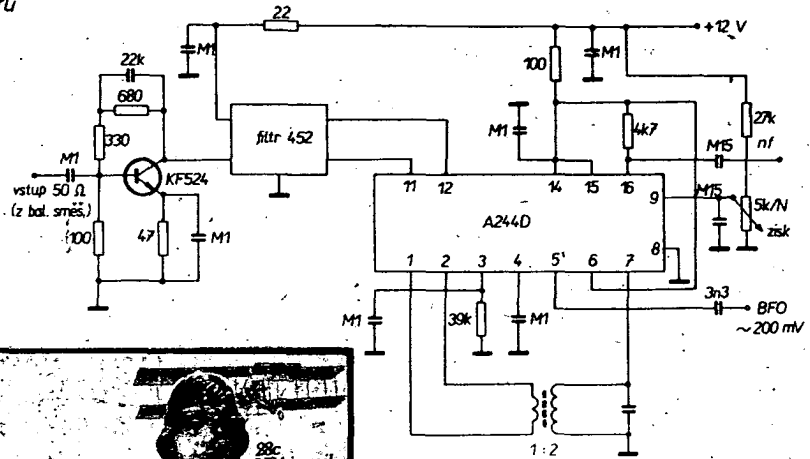 22
+12 V
M1
M1
100
22k
680
27k
330
filtr 452
M1
4k7
M15
nf
M1
KF524
vstup 50 Ω
(z bal. směš.)
11
12
14
15
16
9
M15
5k/N
zisk
A244D
100
47
M1
8
1
2
3
4
5
6
7
3n3
BFO
~200 mV
M1
39k
M1
1:2